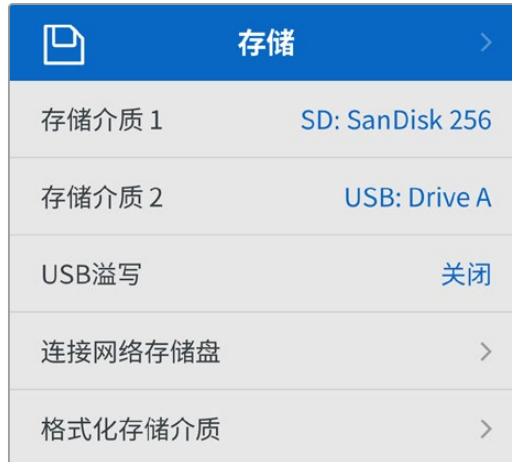 存储
存储介质 1 SD: SanDisk 256
存储介质 2 USB: Drive A
USB溢写 关闭
连接网络存储盘
格式化存储介质